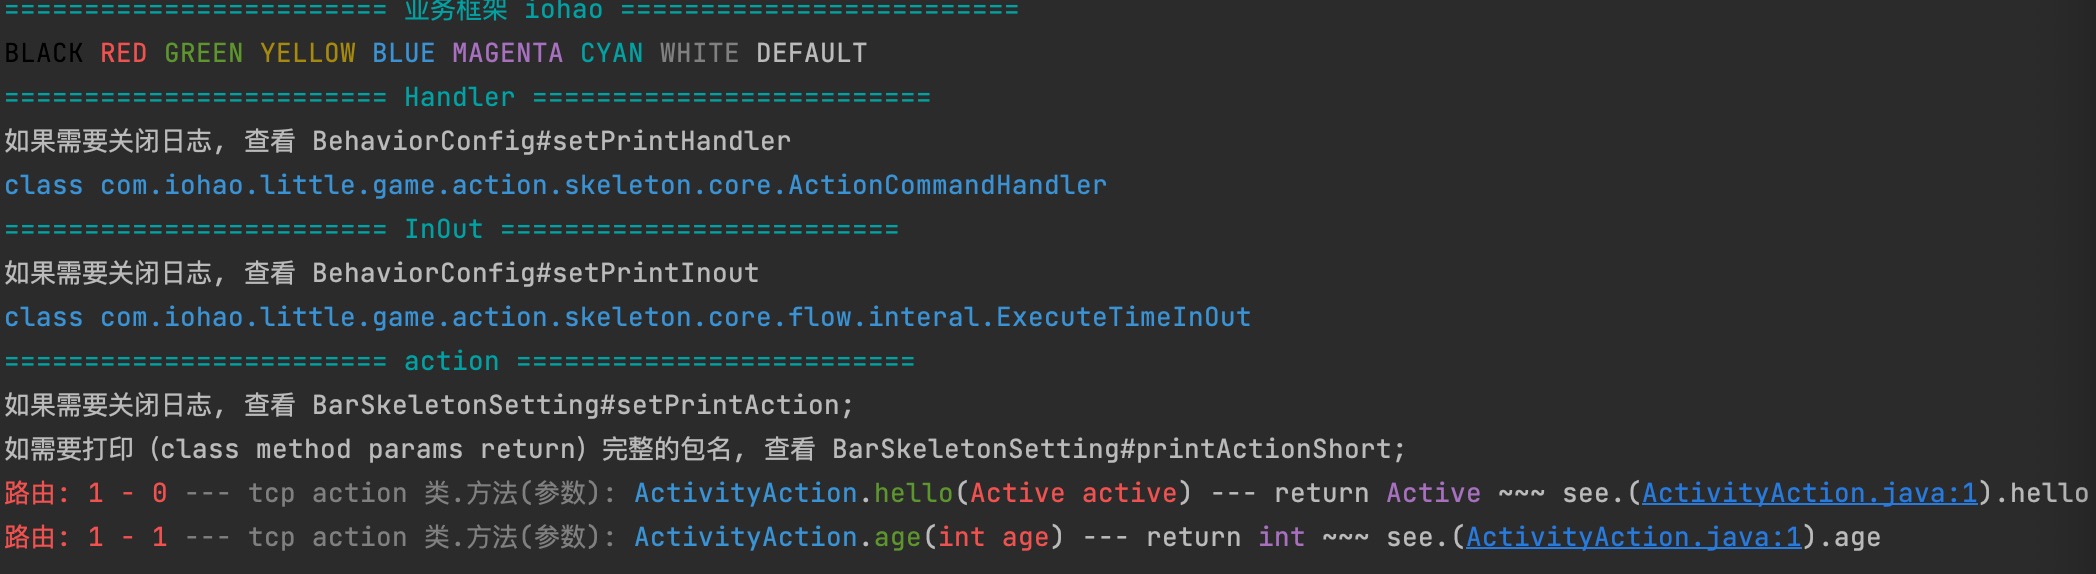 ======================== 业务框架 iohao =========================
BLACK RED GREEN YELLOW BLUE MAGENTA CYAN WHITE DEFAULT
======================== Handler =========================
如果需要关闭日志, 查看 BehaviorConfig#setPrintHandler
class com.iohao.little.game.action.skeleton.core.ActionCommandHandler
======================== InOut =========================
如果需要关闭日志, 查看 BehaviorConfig#setPrintInout
class com.iohao.little.game.action.skeleton.core.flow.interal.ExecuteTimeInOut
======================== action =========================
如果需要关闭日志, 查看 BarSkeletonSetting#setPrintAction;
如需要打印（class method params return）完整的包名, 查看 BarSkeletonSetting#printActionShort;
路由: 1 - 0 --- tcp action 类.方法(参数): ActivityAction.hello(Active active) --- return Active ~~~ see.(ActivityAction.java:1).hello
路由: 1 - 1 --- tcp action 类.方法(参数): ActivityAction.age(int age) --- return int ~~~ see.(ActivityAction.java:1).age